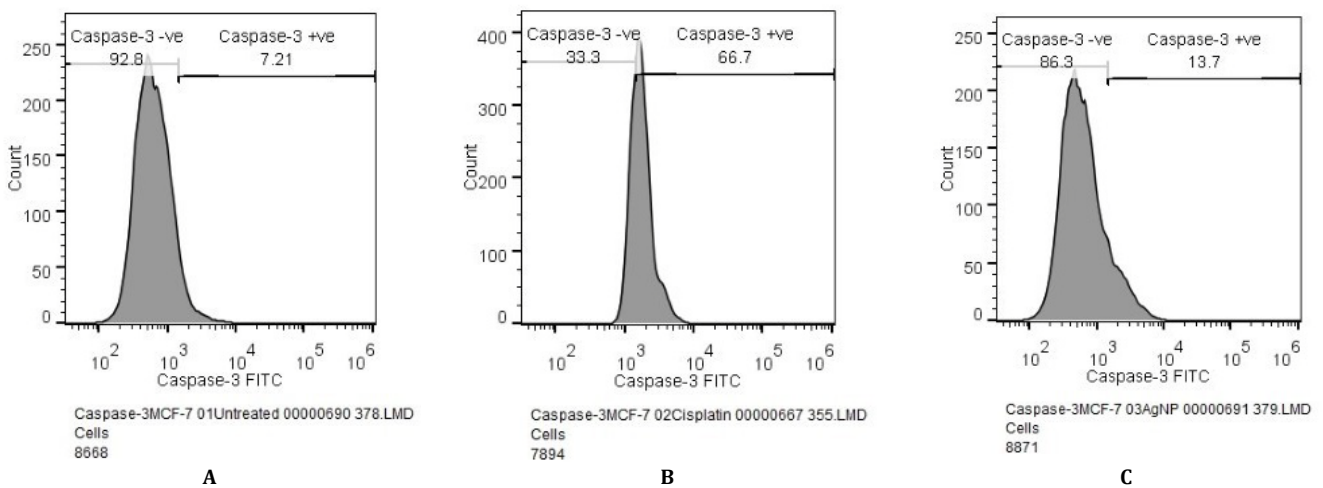 Caspase-3 -ve
92.8
Caspase-3 +ve
7.21
250
200
150
100
50
0
Count
10^2
10^3
10^4
10^5
10^6
Caspase-3 FITC
Caspase-3MCF-7 01Untreated 00000690 378.LMD
Cells
8668
A
Caspase-3 -ve
33.3
Caspase-3 +ve
66.7
400
300
200
100
0
Count
10^2
10^3
10^4
10^5
10^6
Caspase-3 FITC
Caspase-3MCF-7 02Cisplatin 00000667 355.LMD
Cells
7894
B
Caspase-3 -ve
86.3
Caspase-3 +ve
13.7
250
200
150
100
50
0
Count
10^2
10^3
10^4
10^5
10^6
Caspase-3 FITC
Caspase-3MCF-7 03AgNP 00000691 379.LMD
Cells
8871
C